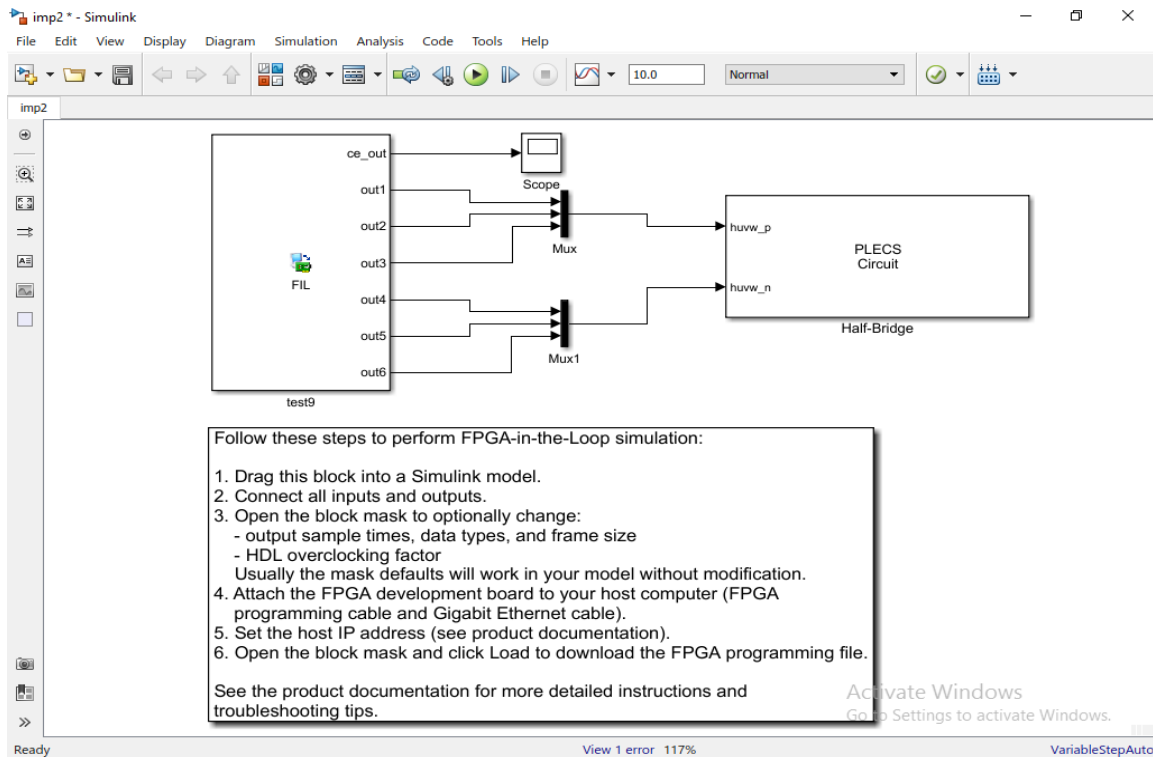 imp2 * - Simulink
File Edit View Display Diagram Simulation Analysis Code Tools Help
10.0 Normal
imp2
ce_out
Scope
out1
out2
out3
out4
out5
out6
FIL
test9
Mux
Mux1
huvw_p
huvw_n
PLECS
Circuit
Half-Bridge
Follow these steps to perform FPGA-in-the-Loop simulation:
1. Drag this block into a Simulink model.
2. Connect all inputs and outputs.
3. Open the block mask to optionally change:
- output sample times, data types, and frame size
- HDL overclocking factor
Usually the mask defaults will work in your model without modification.
4. Attach the FPGA development board to your host computer (FPGA
programming cable and Gigabit Ethernet cable).
5. Set the host IP address (see product documentation).
6. Open the block mask and click Load to download the FPGA programming file.
See the product documentation for more detailed instructions and
troubleshooting tips.
Activate Windows
Go to Settings to activate Windows.
Ready View 1 error 117% VariableStepAuto